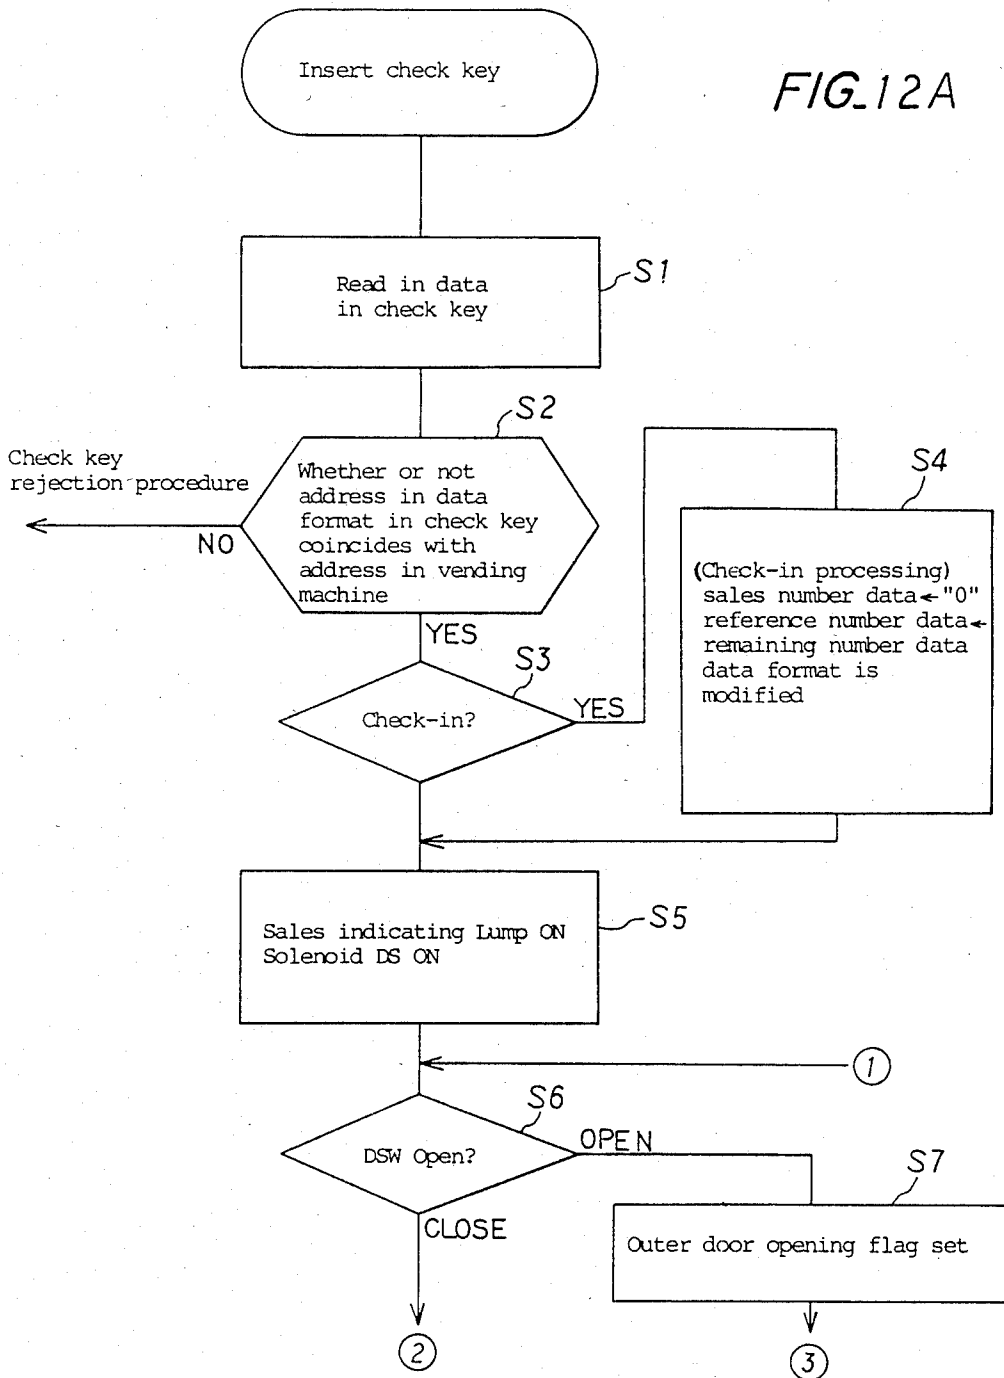 FIG. 12A
Insert check key
Read in data
in check key
S1
S2
Whether or not
address in data
format in check key
coincides with
address in vending
machine
Check key
rejection procedure
NO
YES
S3
Check-in?
YES
S4
(Check-in processing)
sales number data←"0"
reference number data←
remaining number data
data format is
modified
S5
Sales indicating Lump ON
Solenoid DS ON
1
S6
DSW Open?
OPEN
CLOSE
S7
Outer door opening flag set
2
3